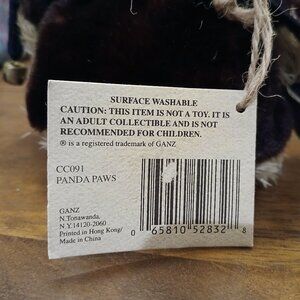 SURFACE WASHABLE
CAUTION: THIS ITEM IS NOT A TOY. IT IS
AN ADULT COLLECTIBLE AND IS NOT
RECOMMENDED FOR CHILDREN.
® is a registered trademark of GANZ
CC091
PANDA PAWS
GANZ
N.Tonawanda,
N.Y.14120-2060
Printed in Hong Kong/
Made in China
0 65810 52832 8